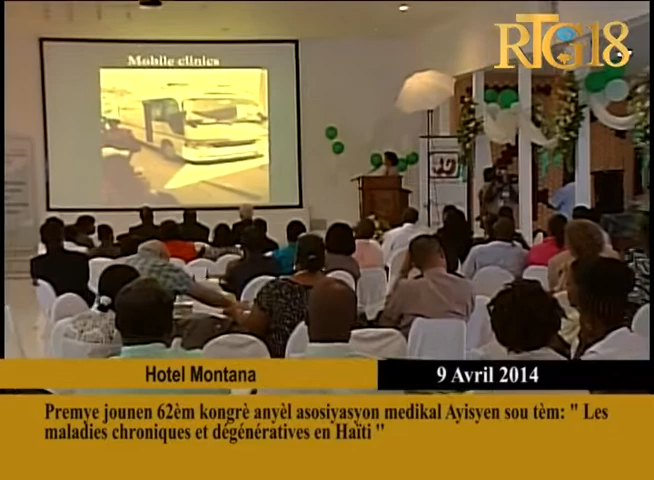 RTG18
Mobile clinics
Hotel Montana
9 Avril 2014
Premye jounen 62èm kongrè anyèl asosiyasyon medikal Ayisyen sou tèm: " Les
maladies chroniques et dégénératives en Haïti "